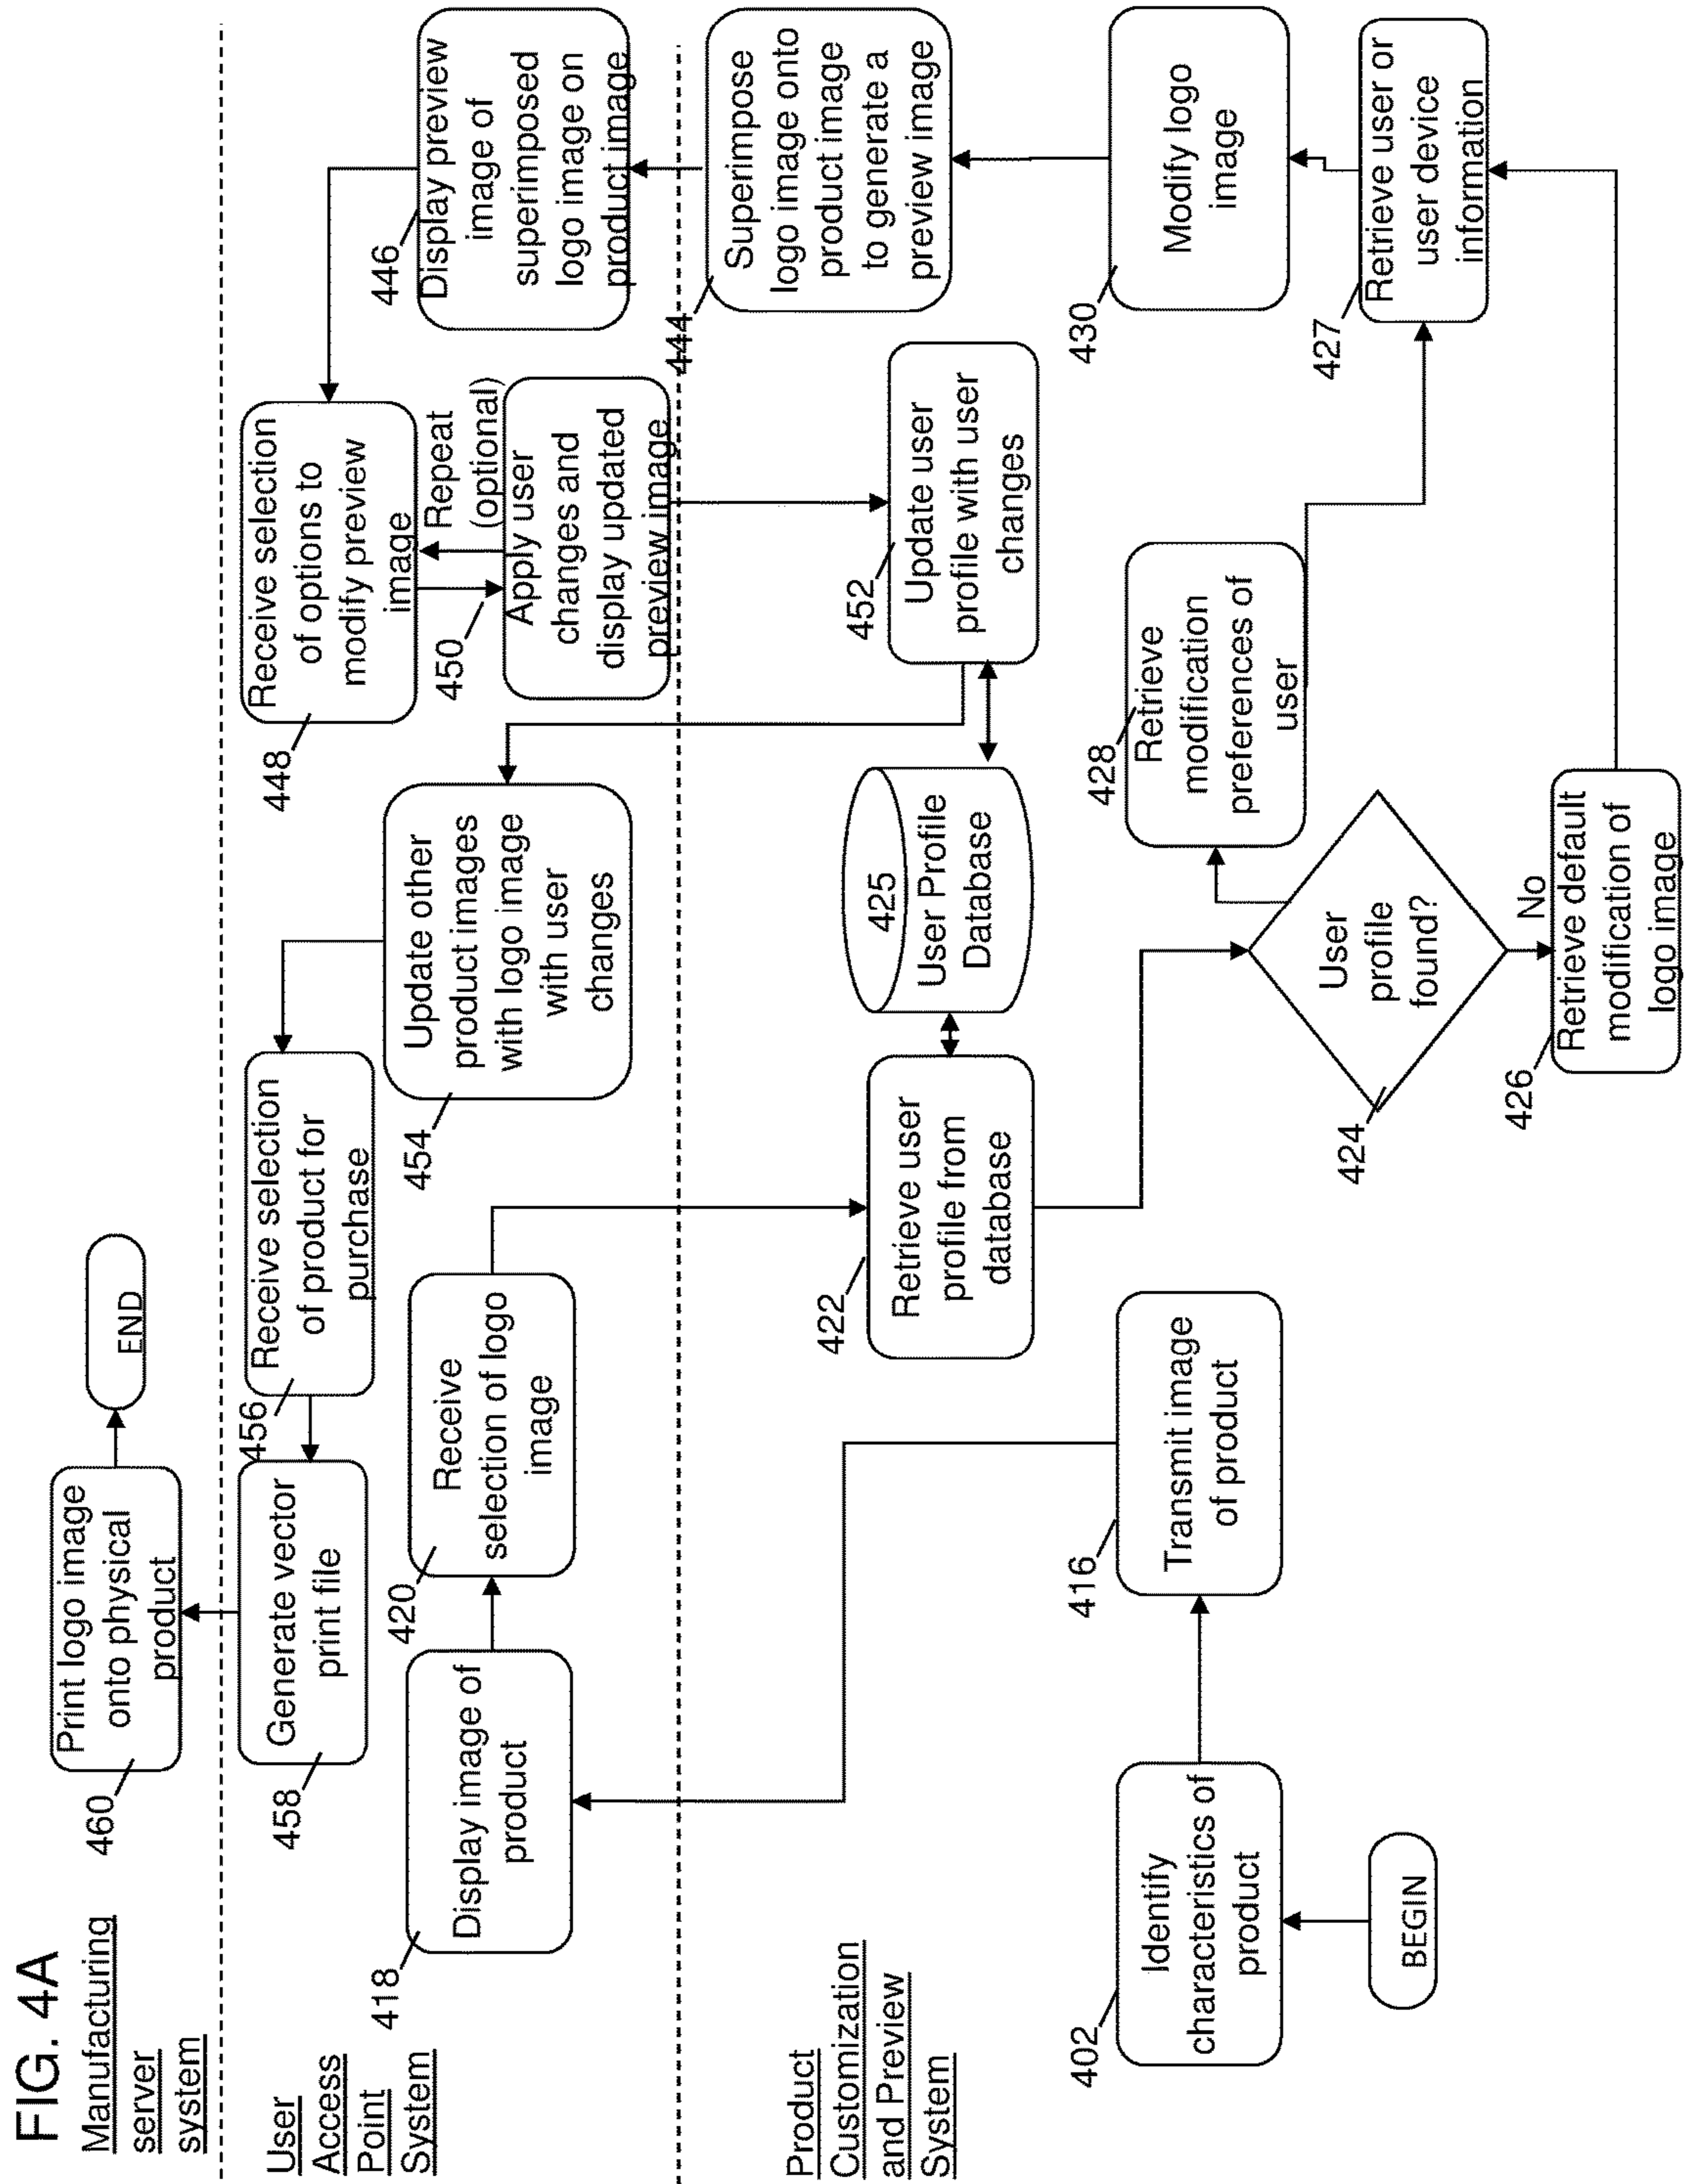 FIG. 4A
Manufacturing
server
system
460
Print logo image
onto physical
product
END
User
Access
Point
System
458
Generate vector
print file
456
Receive selection
of product for
purchase
418
Display image of
product
420
Receive
selection of logo
image
454
Update other
product images
with logo image
with user
changes
448
Receive selection
of options to
modify preview
image
Repeat
(optional)
450
Apply user
changes and
display updated
preview image
446
Display preview
image of
superimposed
logo image on
product image
Product
Customization
and Preview
System
BEGIN
402
Identify
characteristics of
product
416
Transmit image
of product
422
Retrieve user
profile from
database
425
User Profile
Database
452
Update user
profile with user
changes
424
User
profile
found?
No
426
Retrieve default
modification of
logo image
428
Retrieve
modification
preferences of
user
427
Retrieve user or
user device
information
430
Modify logo
image
444
Superimpose
logo image onto
product image
to generate a
preview image